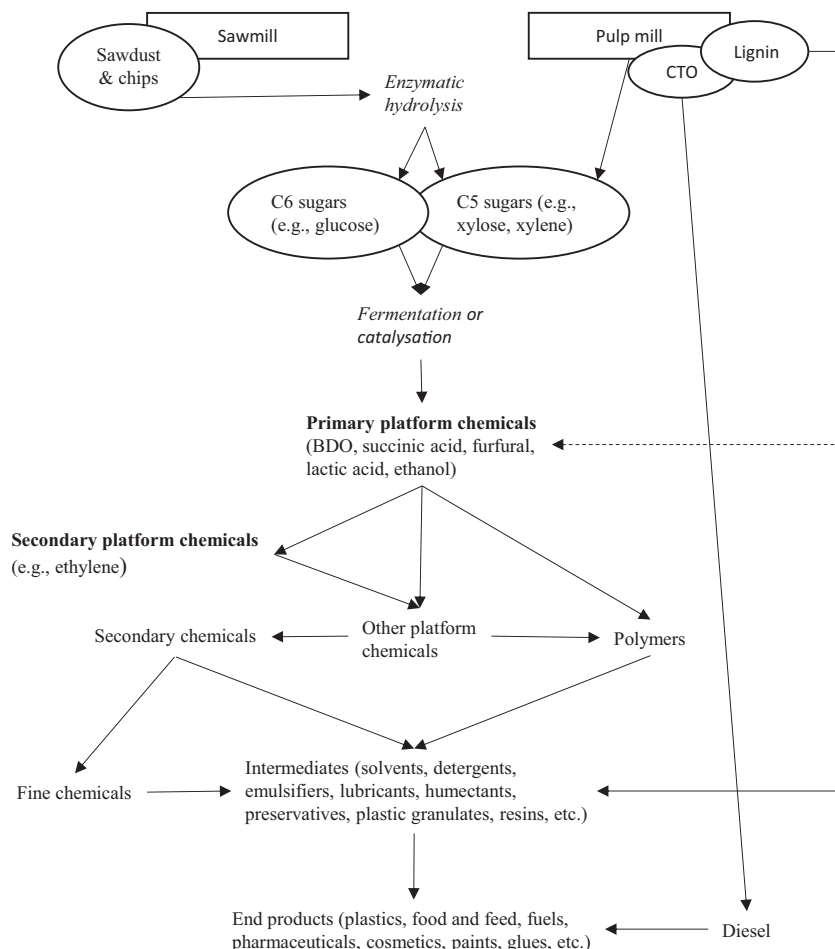 Sawmill
Sawdust
& chips
Pulp mill
Lignin
CTO
Enzymatic
hydrolysis
C6 sugars
(e.g., glucose)
C5 sugars (e.g.,
xylose, xylene)
Fermentation or
catalysation
Primary platform chemicals
(BDO, succinic acid, furfural,
lactic acid, ethanol)
Secondary platform chemicals
(e.g., ethylene)
Secondary chemicals
Other platform
chemicals
Polymers
Fine chemicals
Intermediates (solvents, detergents,
emulsifiers, lubricants, humectants,
preservatives, plastic granulates, resins, etc.)
End products (plastics, food and feed, fuels,
pharmaceuticals, cosmetics, paints, glues, etc.)
Diesel